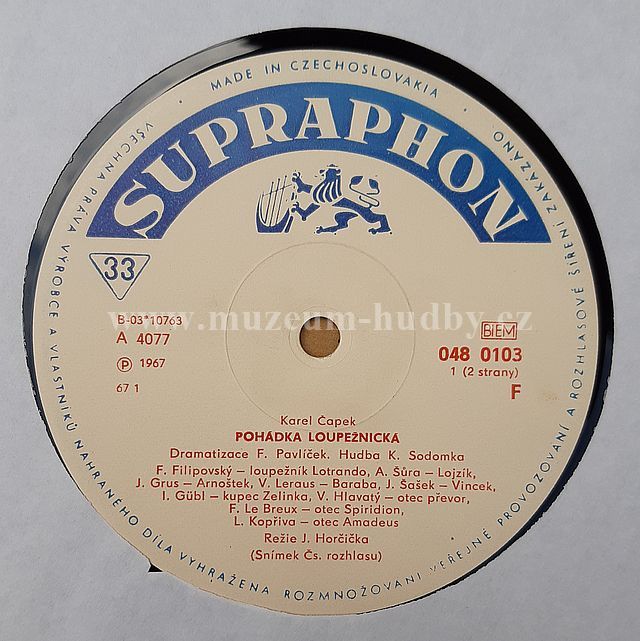 MADE IN CZECHOSLOVAKIA
SUPRAPHON
33
B-03*10763
A 4077
Ⓟ 1967
67 1
BIEM
048 0103
1 (2 strany)
F
www.muzeum-hudby.cz
Karel Čapek
POHÁDKA LOUPEŽNICKÁ
Dramatizace F. Pavlíček. Hudba K. Sodomka
F. Filipovský – loupežník Lotrando, A. Šůra – Lojzík,
J. Grus – Arnoštek, V. Leraus – Baraba, J. Šašek – Vincek,
I. Gübl – kupec Zelinka, V. Hlavatý – otec převor,
F. Le Breux – otec Spiridion,
L. Kopřiva – otec Amadeus
Režie J. Horčička
(Snímek Čs. rozhlasu)
VŠECHNA PRÁVA VÝROBCE A VLASTNÍKŮ NAHRANÉHO DÍLA VYHRAŽENA · ROZMNOŽOVÁNÍ VEŘEJNÉ PROVOZOVÁNÍ A ROZHLASOVÉ ŠÍŘENÍ ZAKÁZÁNO